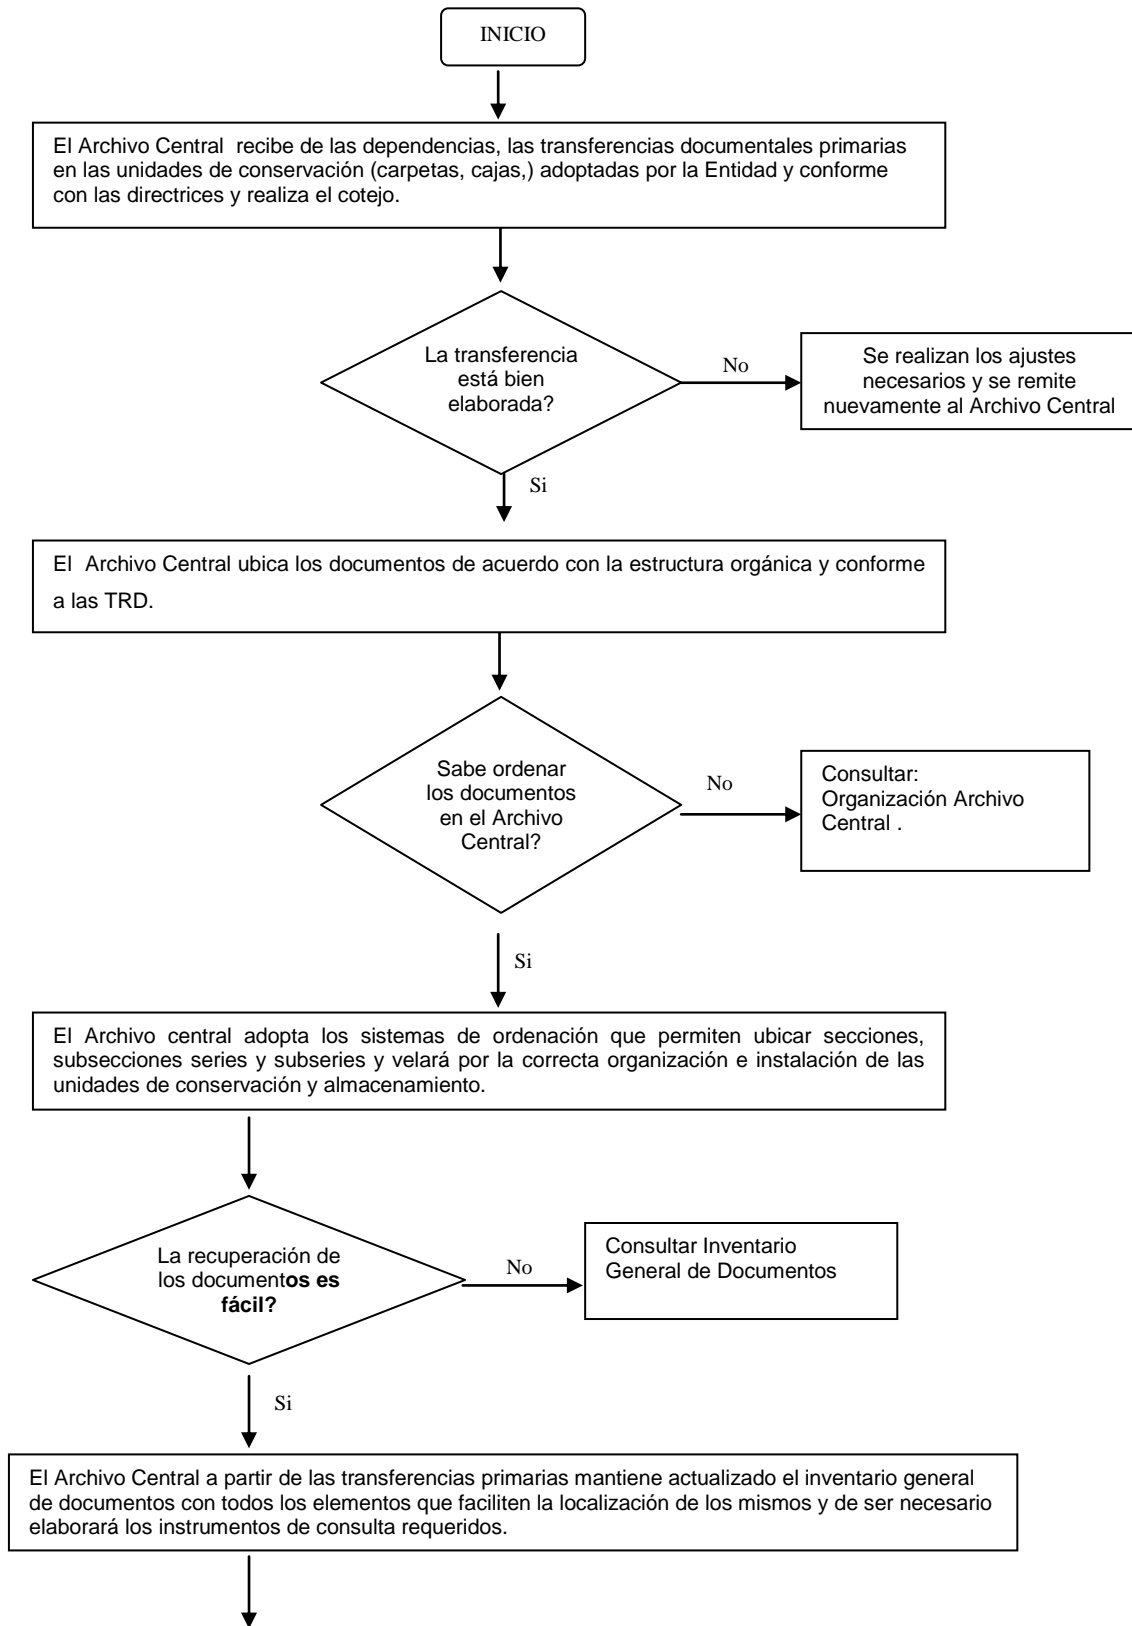 INICIO
El Archivo Central recibe de las dependencias, las transferencias documentales primarias
en las unidades de conservación (carpetas, cajas,) adoptadas por la Entidad y conforme
con las directrices y realiza el cotejo.
La transferencia
está bien
elaborada?
No
Se realizan los ajustes
necesarios y se remite
nuevamente al Archivo Central
Si
El Archivo Central ubica los documentos de acuerdo con la estructura orgánica y conforme
a las TRD.
Sabe ordenar
los documentos
en el Archivo
Central?
No
Consultar:
Organización Archivo
Central .
Si
El Archivo central adopta los sistemas de ordenación que permiten ubicar secciones,
subsecciones series y subseries y velará por la correcta organización e instalación de las
unidades de conservación y almacenamiento.
La recuperación de
los documentos es
fácil?
No
Consultar Inventario
General de Documentos
Si
El Archivo Central a partir de las transferencias primarias mantiene actualizado el inventario general
de documentos con todos los elementos que faciliten la localización de los mismos y de ser necesario
elaborará los instrumentos de consulta requeridos.